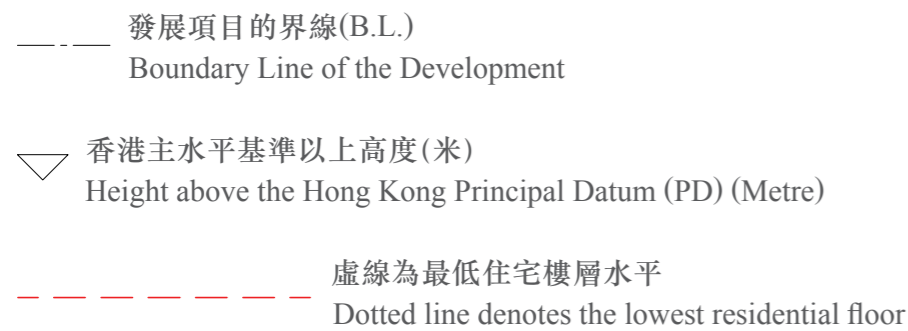 發展項目的界線(B.L.)
Boundary Line of the Development
香港主水平基準以上高度(米)
Height above the Hong Kong Principal Datum (PD) (Metre)
虛線為最低住宅樓層水平
Dotted line denotes the lowest residential floor